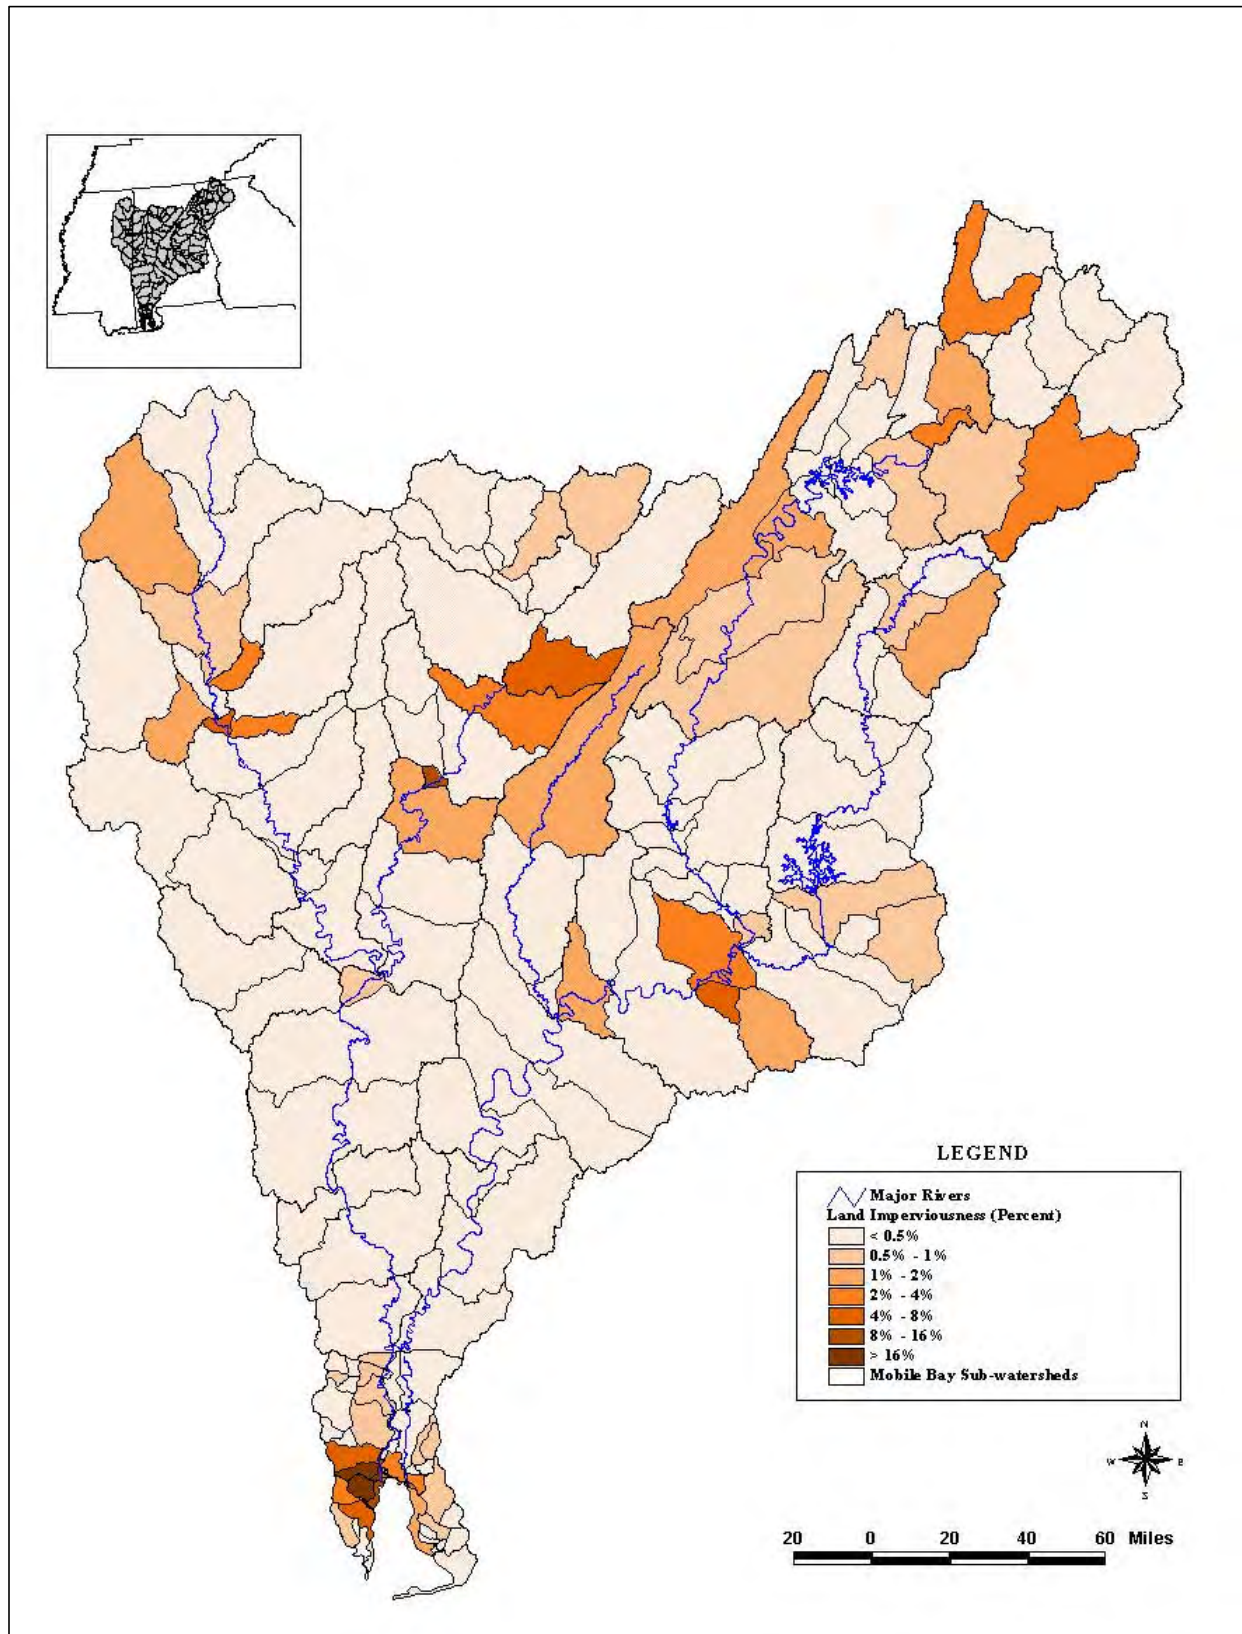 LEGEND
Major Rivers
Land Imperviousness (Percent)
< 0.5%
0.5% - 1%
1% - 2%
2% - 4%
4% - 8%
8% - 16%
> 16%
Mobile Bay Sub-watersheds
N
W E
S
20 0 20 40 60 Miles